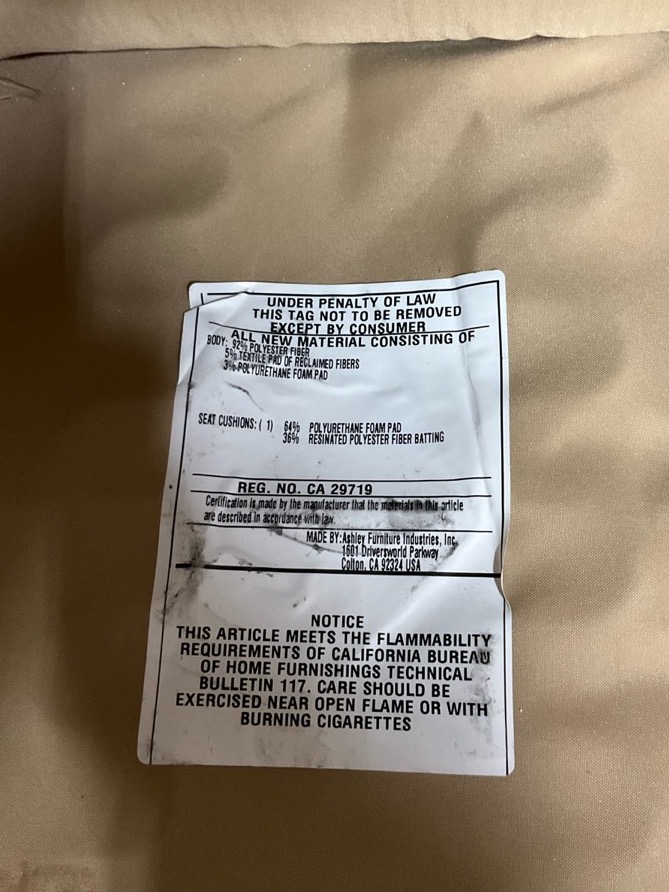 UNDER PENALTY OF LAW
THIS TAG NOT TO BE REMOVED
EXCEPT BY CONSUMER
ALL NEW MATERIAL CONSISTING OF
BODY: 92% POLYESTER FIBER
5% TEXTILE PAD OF RECLAIMED FIBERS
3% POLYURETHANE FOAM PAD
SEAT CUSHIONS: ( 1) 64% POLYURETHANE FOAM PAD
36% RESINATED POLYESTER FIBER BATTING
REG. NO. CA 29719
Certification is made by the manufacturer that the materials in this article
are described in accordance with law.
MADE BY:Ashley Furniture Industries, Inc.
1601 Driversworld Parkway
Colton, CA 92324 USA
NOTICE
THIS ARTICLE MEETS THE FLAMMABILITY
REQUIREMENTS OF CALIFORNIA BUREAU
OF HOME FURNISHINGS TECHNICAL
BULLETIN 117. CARE SHOULD BE
EXERCISED NEAR OPEN FLAME OR WITH
BURNING CIGARETTES